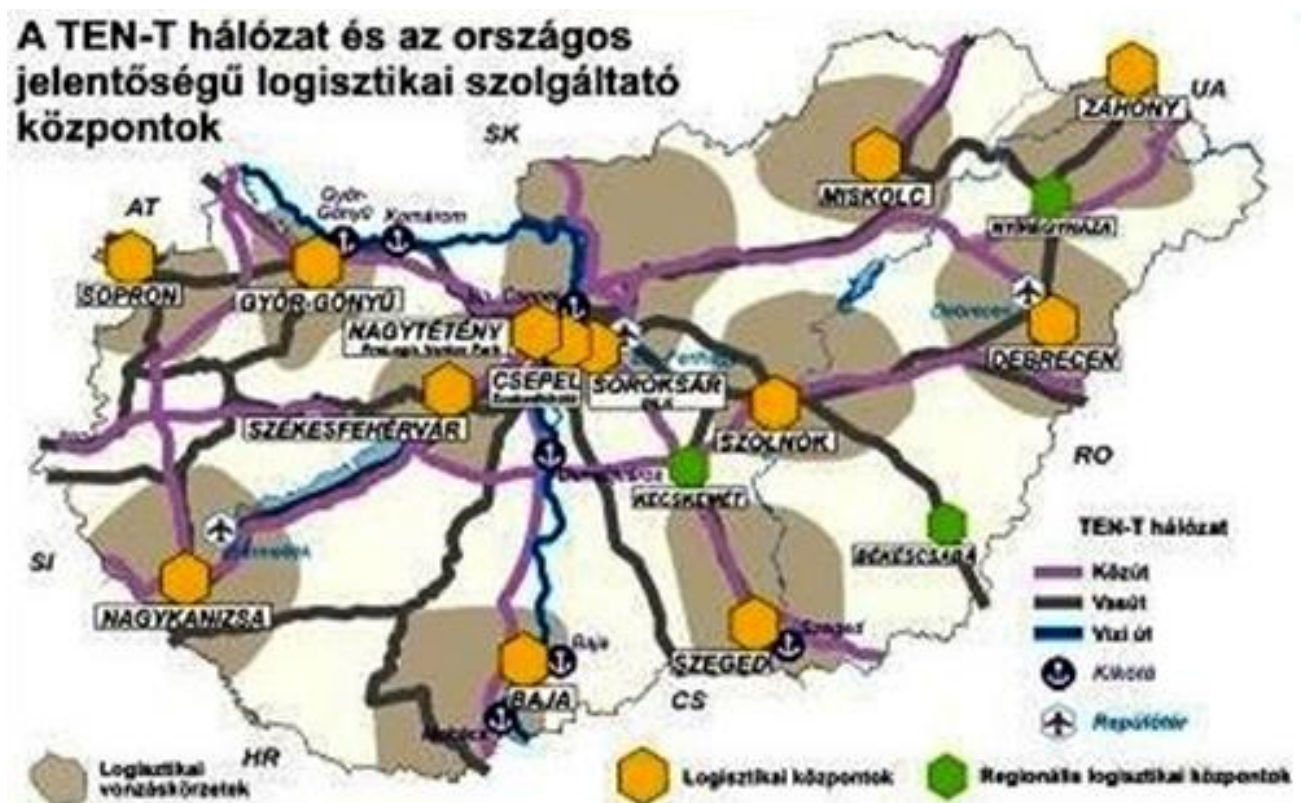 A TEN-T hálózat és az országos
jelentőségű logisztikai szolgáltató
központok
SK
UA
ZÁHONY
MISKOLC
NYÍREGYHÁZA
AT
Győr-
Gönyű
Komárom
SOPRON
GYŐR-GÖNYŰ
Debrecen
DEBRECEN
NAGYTÉTÉNY
CSEPEL
SOROKSÁR
SZÉKESFEHÉRVÁR
SZOLNOK
RO
KECSKEMÉT
BÉKÉSCSABA
SI
NAGYKANIZSA
Szeged
SZEGED
Baja
BAJA
CS
HR
TEN-T hálózat
Közút
Vasút
Vízi út
Kikötő
Repülőtér
Logisztikai
vonzáskörzetek
Logisztikai központok
Regionális logisztikai központok